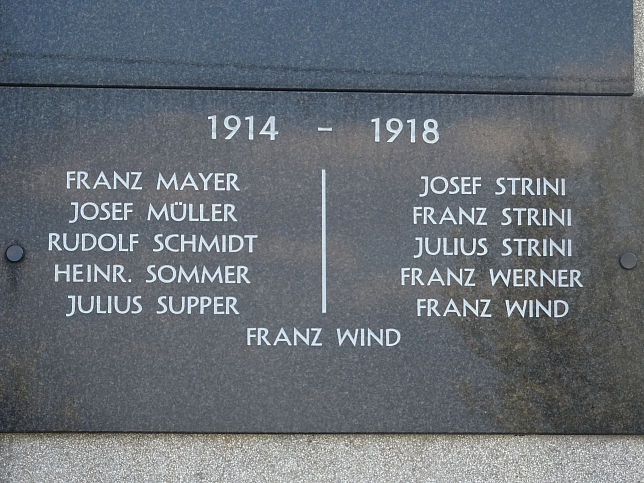 1914 - 1918
FRANZ MAYER
JOSEF MÜLLER
RUDOLF SCHMIDT
HEINR. SOMMER
JULIUS SUPPER
JOSEF STRINI
FRANZ STRINI
JULIUS STRINI
FRANZ WERNER
FRANZ WIND
FRANZ WIND